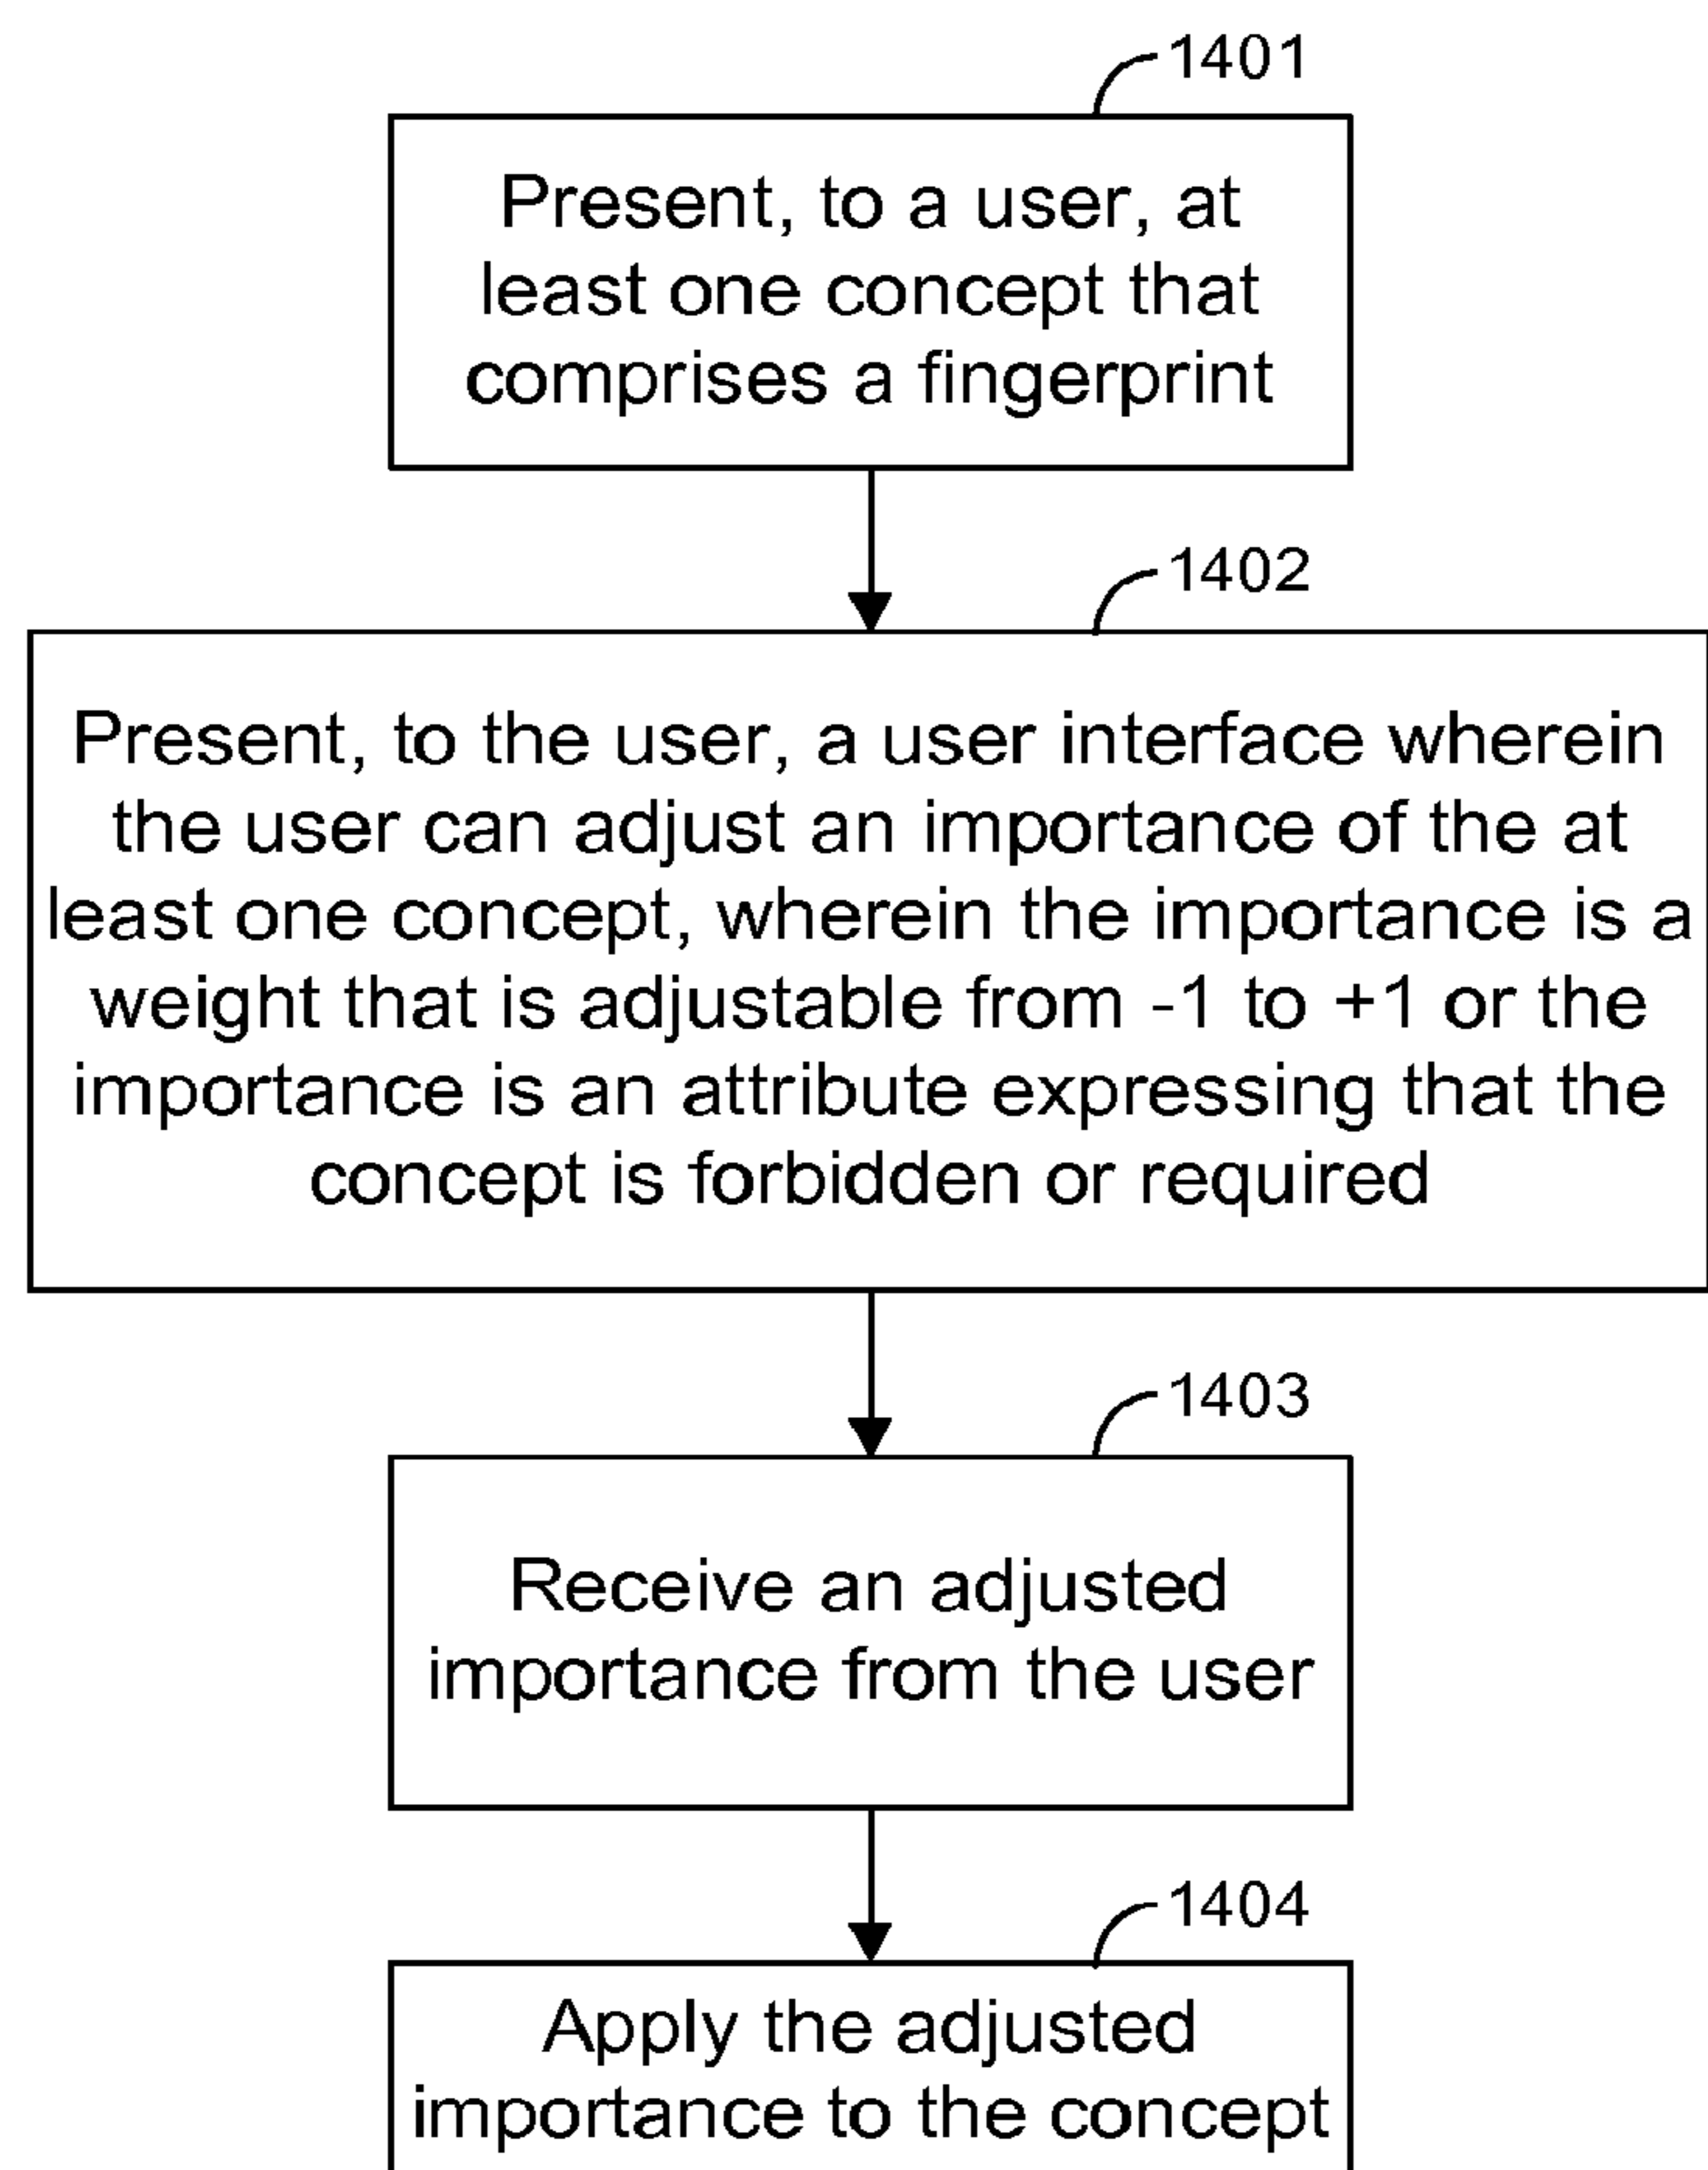 1401
Present, to a user, at
least one concept that
comprises a fingerprint
1402
Present, to the user, a user interface wherein
the user can adjust an importance of the at
least one concept, wherein the importance is a
weight that is adjustable from -1 to +1 or the
importance is an attribute expressing that the
concept is forbidden or required
1403
Receive an adjusted
importance from the user
1404
Apply the adjusted
importance to the concept